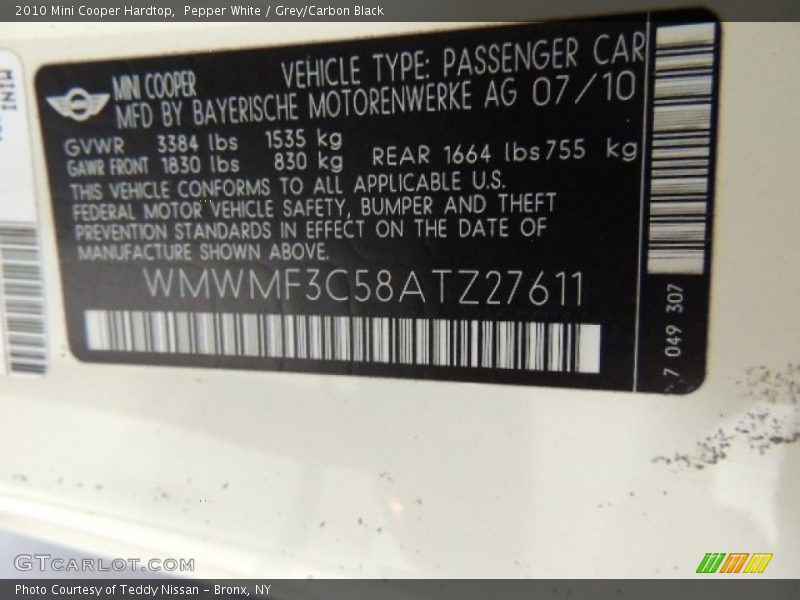 2010 Mini Cooper Hardtop,  Pepper White / Grey/Carbon Black
MINI
MINI COOPER VEHICLE TYPE: PASSENGER CAR
MFD BY BAYERISCHE MOTORENWERKE AG 07/10
GVWR 3384 lbs 1535 kg
GAWR FRONT 1830 lbs 830 kg REAR 1664 lbs 755 kg
THIS VEHICLE CONFORMS TO ALL APPLICABLE U.S.
FEDERAL MOTOR VEHICLE SAFETY, BUMPER AND THEFT
PREVENTION STANDARDS IN EFFECT ON THE DATE OF
MANUFACTURE SHOWN ABOVE.
WMWMF3C58ATZ27611
7 049 307
GTCARLOT.COM
Photo Courtesy of Teddy Nissan - Bronx, NY